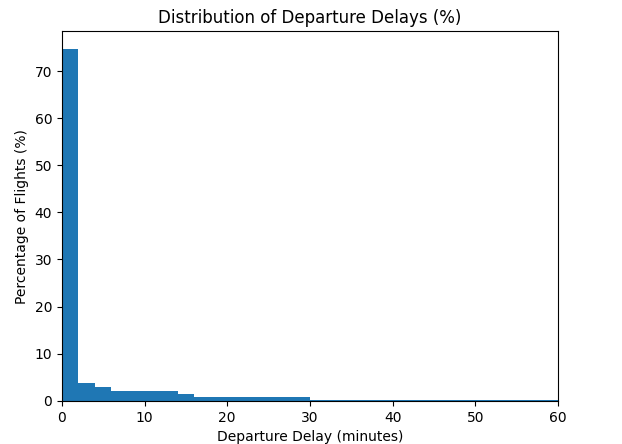 Distribution of Departure Delays (%)
Percentage of Flights (%)
70
60
50
40
30
20
10
0
0 10 20 30 40 50 60
Departure Delay (minutes)